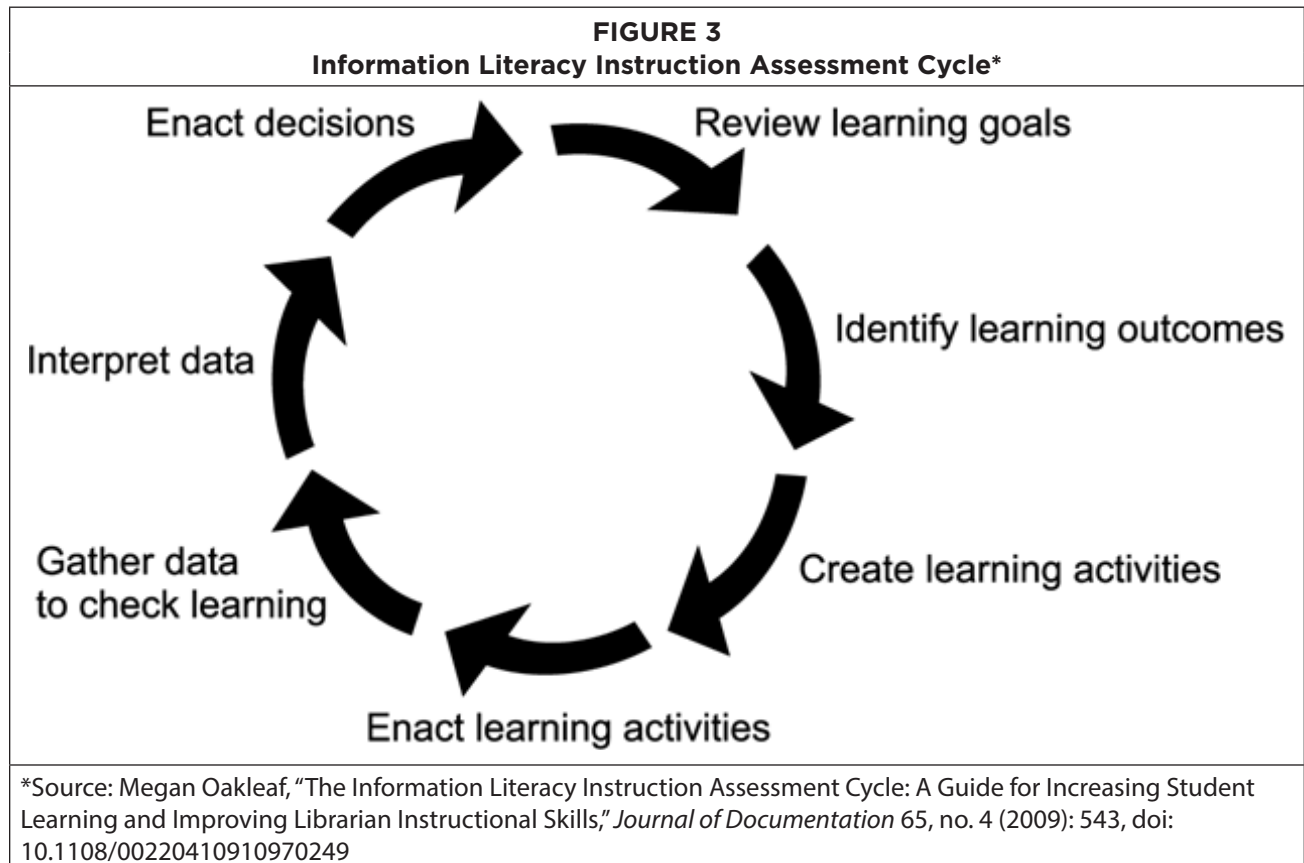 FIGURE 3
Information Literacy Instruction Assessment Cycle*
Enact decisions
Review learning goals
Identify learning outcomes
Interpret data
Create learning activities
Gather data
to check learning
Enact learning activities
*Source: Megan Oakleaf, “The Information Literacy Instruction Assessment Cycle: A Guide for Increasing Student
Learning and Improving Librarian Instructional Skills,” Journal of Documentation 65, no. 4 (2009): 543, doi:
10.1108/00220410910970249